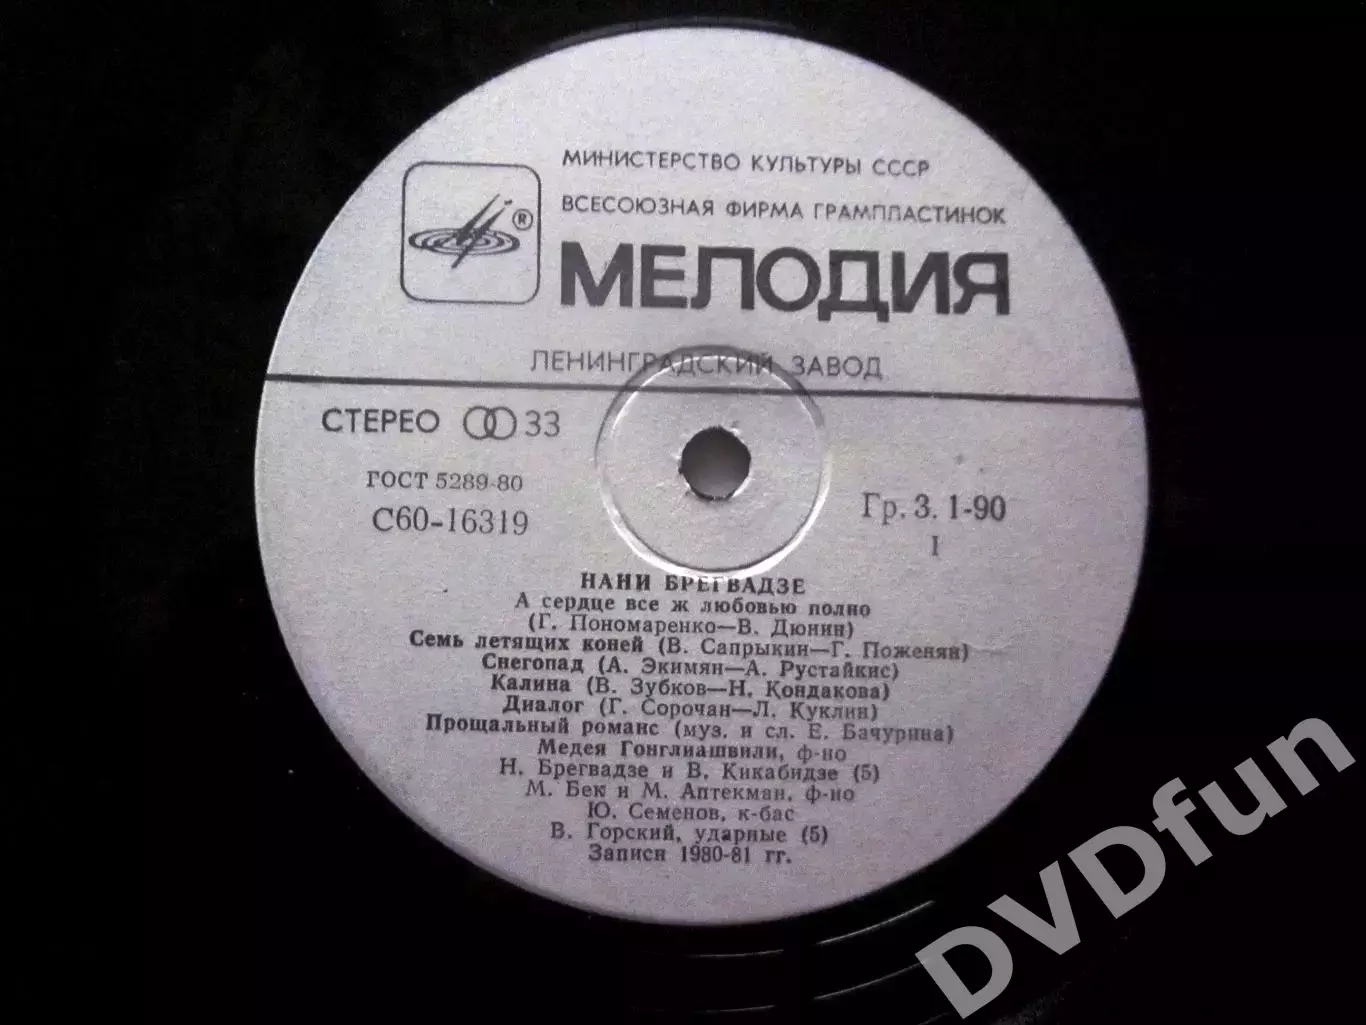 МИНИСТЕРСТВО КУЛЬТУРЫ СССР
ВСЕСОЮЗНАЯ ФИРМА ГРАМПЛАСТИНОК
®
МЕЛОДИЯ
ЛЕНИНГРАДСКИЙ ЗАВОД
СТЕРЕО 33
ГОСТ 5289-80
С60-16319
Гр. 3. 1-90
I
НАНИ БРЕГВАДЗЕ
А сердце все ж любовью полно
(Г. Пономаренко—В. Дюнин)
Семь летящих коней (В. Сапрыкин—Г. Поженян)
Снегопад (А. Экимян—А. Рустайкис)
Калина (В. Зубков—Н. Кондакова)
Диалог (Г. Сорочан—Л. Куклин)
Прощальный романс (муз. и сл. Е. Бачурина)
Медея Гонглиашвили, ф-но
Н. Брегвадзе и В. Кикабидзе (5)
М. Бек и М. Аптекман, ф-но
Ю. Семенов, к-бас
В. Горский, ударные (5)
Записи 1980-81 гг.
DVDfun